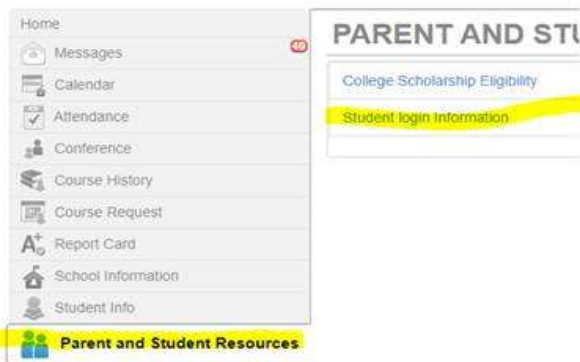 Home
Messages
49
Calendar
Attendance
Conference
Course History
Course Request
Report Card
School Information
Student Info
Parent and Student Resources
PARENT AND STU
College Scholarship Eligibility
Student login Information